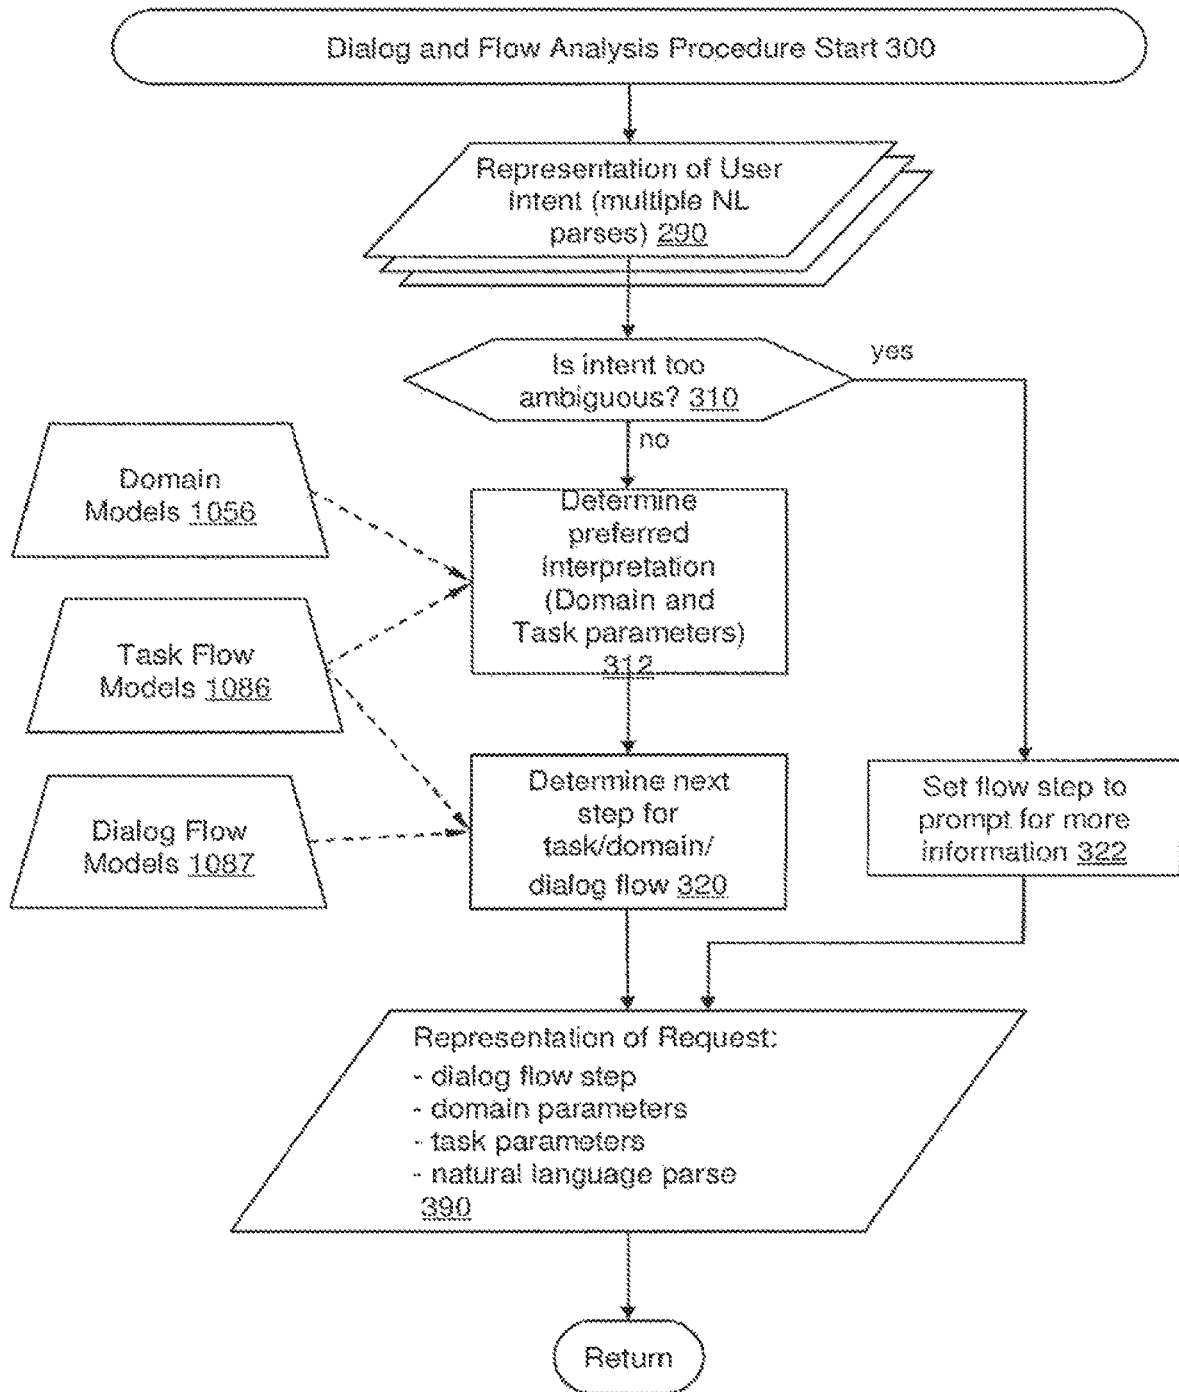 Dialog and Flow Analysis Procedure Start 300
Representation of User
Intent (multiple NL
parses) 290
Is intent too
ambiguous? 310
yes
no
Domain
Models 1056
Determine
preferred
interpretation
(Domain and
Task parameters)
312
Task Flow
Models 1086
Dialog Flow
Models 1087
Determine next
step for
task/domain/
dialog flow 320
Set flow step to
prompt for more
information 322
Representation of Request:
- dialog flow step
- domain parameters
- task parameters
- natural language parse
390
Return